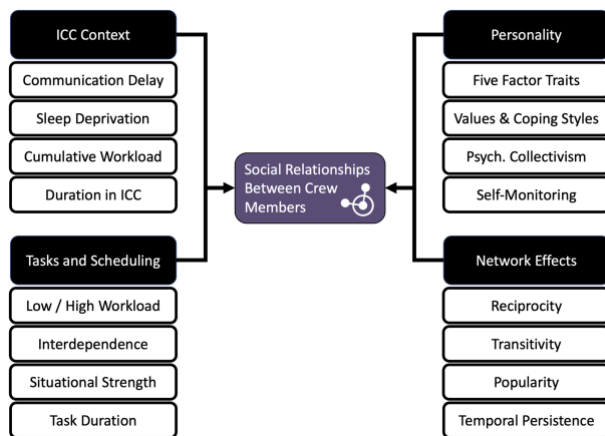 ICC Context
Communication Delay
Sleep Deprivation
Cumulative Workload
Duration in ICC
Tasks and Scheduling
Low / High Workload
Interdependence
Situational Strength
Task Duration
Social Relationships
Between Crew
Members
Personality
Five Factor Traits
Values & Coping Styles
Psych. Collectivism
Self-Monitoring
Network Effects
Reciprocity
Transitivity
Popularity
Temporal Persistence